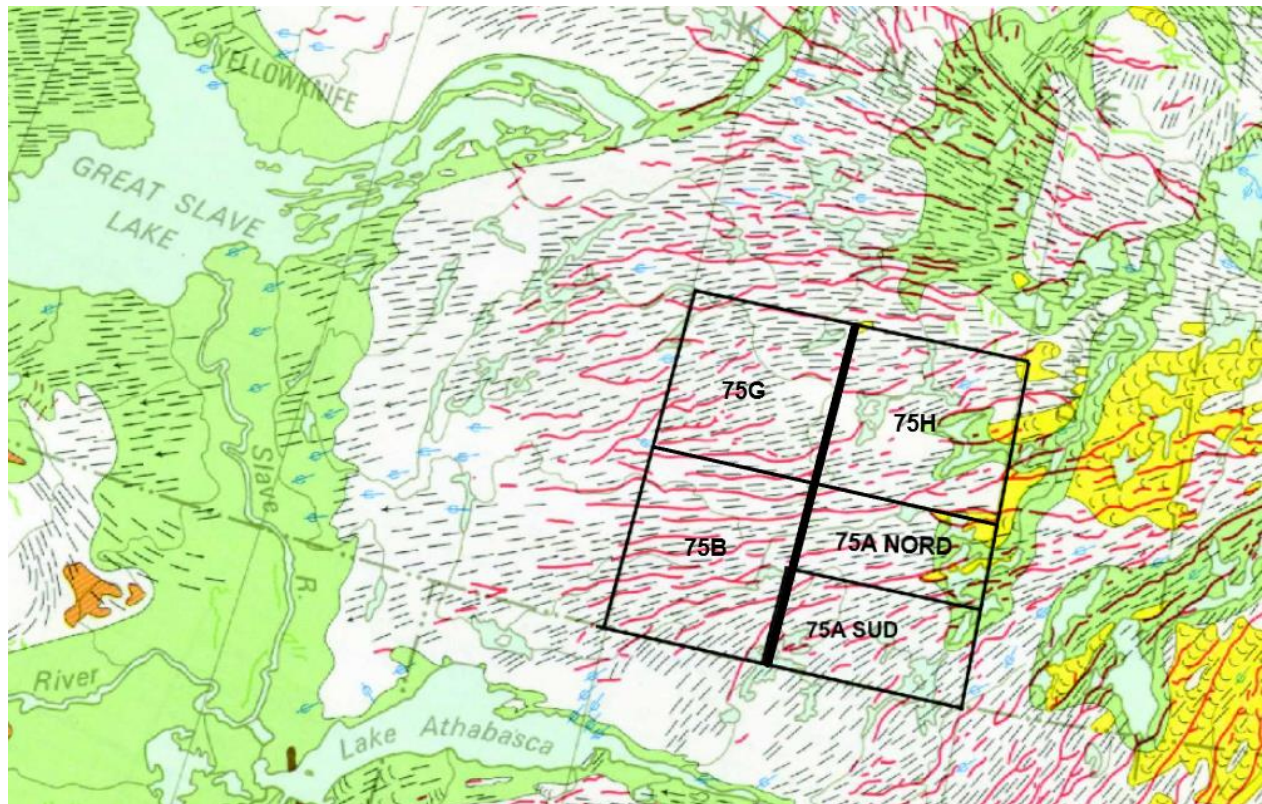 YELLOWKNIFE
GREAT SLAVE
LAKE
75G
75H
Slave
75B
75A NORD
R.
75A SUD
River
Lake Athabasca